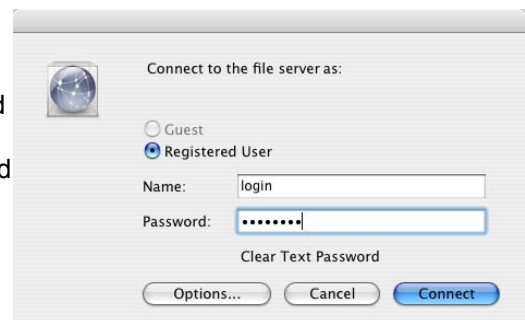 Connect to the file server as:
d
Guest
Registered User
d
Name: login
Password: ••••••••
Clear Text Password
Options... Cancel Connect